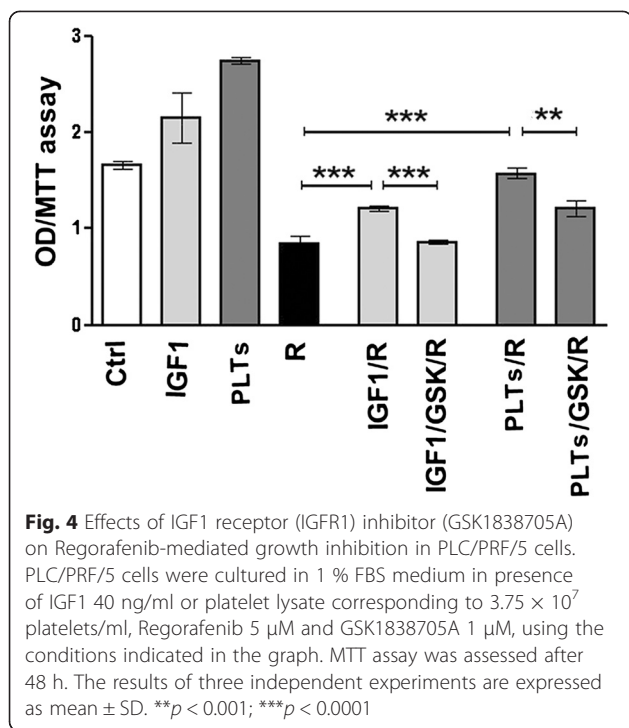 3
2
1
0
OD/MTT assay
***
***
***
**
Ctrl
IGF1
PLTs
R
IGF1/R
IGF1/GSK/R
PLTs/R
PLTs/GSK/R
Fig. 4 Effects of IGF1 receptor (IGFR1) inhibitor (GSK1838705A)
on Regorafenib-mediated growth inhibition in PLC/PRF/5 cells.
PLC/PRF/5 cells were cultured in 1 % FBS medium in presence
of IGF1 40 ng/ml or platelet lysate corresponding to 3.75 × 10⁷
platelets/ml, Regorafenib 5 μM and GSK1838705A 1 μM, using the
conditions indicated in the graph. MTT assay was assessed after
48 h. The results of three independent experiments are expressed
as mean ± SD. **p < 0.001; ***p < 0.0001